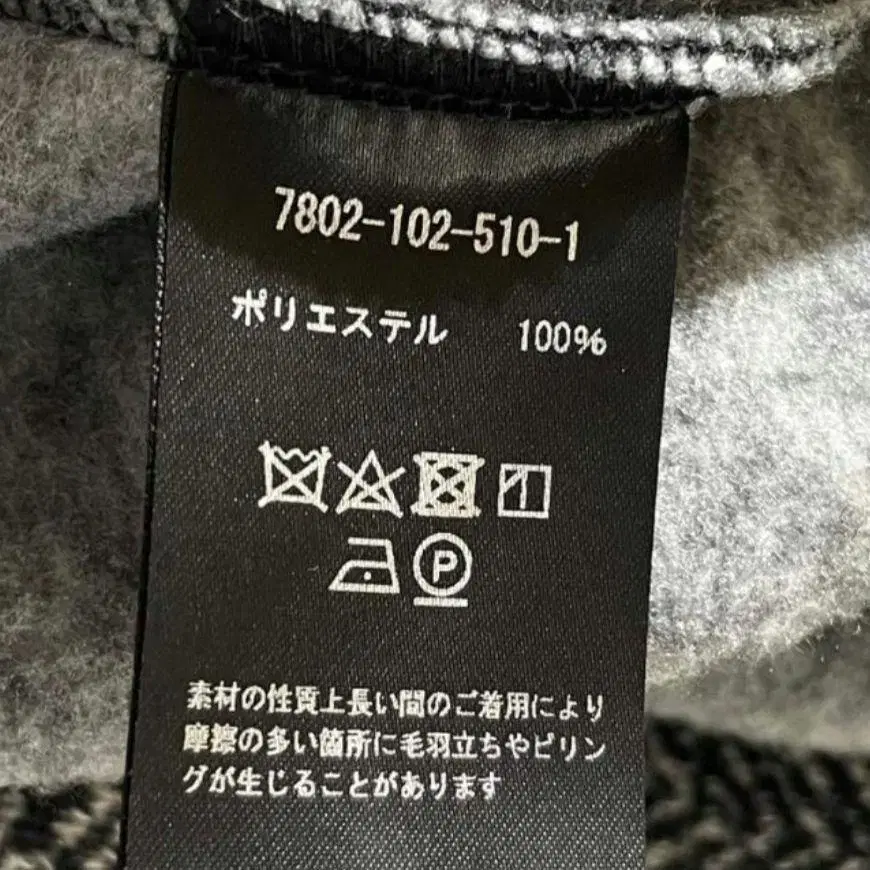 7802-102-510-1
ポリエステル 100%
P
素材の性質上長い間のご着用により
摩擦の多い箇所に毛羽立ちやピリン
グが生じることがあります